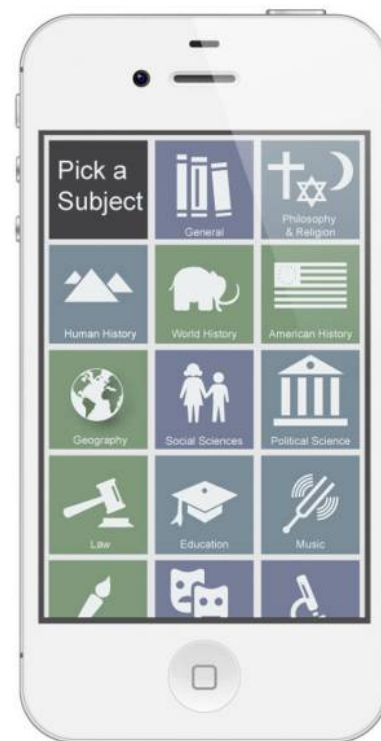 Pick a
Subject
General
Philosophy
& Religion
Human History
World History
American History
Geography
Social Sciences
Political Science
Law
Education
Music